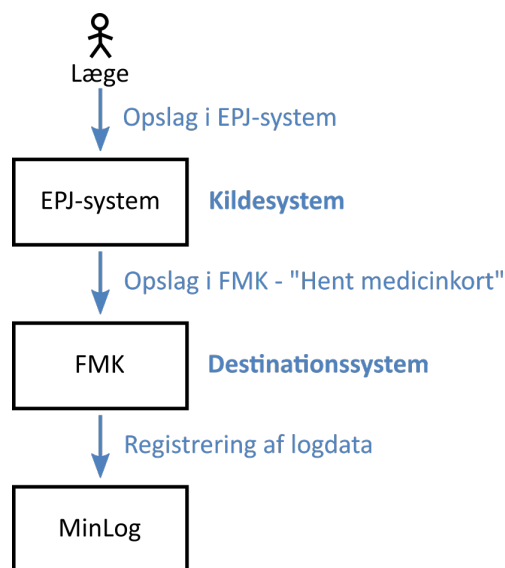 Læge
Opslag i EPJ-system
EPJ-system
Kildesystem
Opslag i FMK - "Hent medicinkort"
FMK
Destinationssystem
Registrering af logdata
MinLog